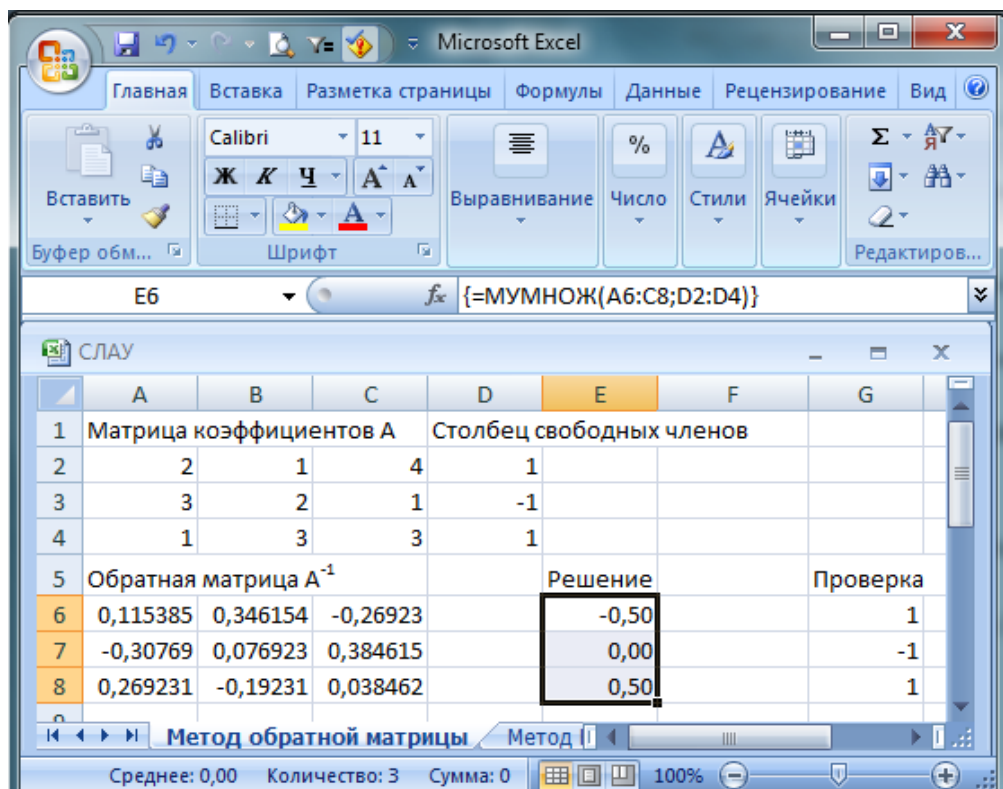 Microsoft Excel
Главная Вставка Разметка страницы Формулы Данные Рецензирование Вид
Calibri 11
Ж К Ч А А
Вставить
Выравнивание Число Стили Ячейки
Буфер обм... Шрифт Редактиров...
E6 fx {=МУМНОЖ(A6:C8;D2:D4)}
СЛАУ
A B C D E F G
1 Матрица коэффициентов А Столбец свободных членов
2 2 1 4 1
3 3 2 1 -1
4 1 3 3 1
5 Обратная матрица A⁻¹ Решение Проверка
6 0,115385 0,346154 -0,26923 -0,50 1
7 -0,30769 0,076923 0,384615 0,00 -1
8 0,269231 -0,19231 0,038462 0,50 1
Метод обратной матрицы Метод
Среднее: 0,00 Количество: 3 Сумма: 0 100%